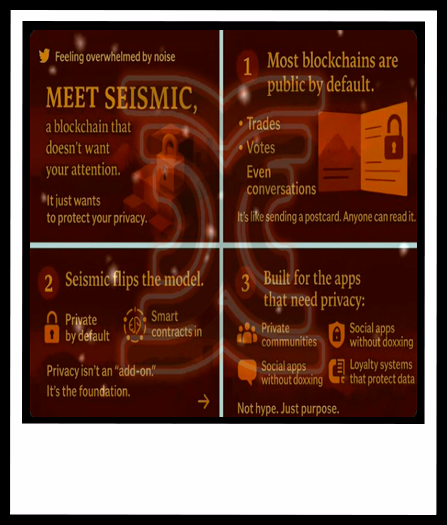 Feeling overwhelmed by noise
MEET SEISMIC,
a blockchain that
doesn't want
your attention.
It just wants
to protect your privacy.
1
Most blockchains are
public by default.
• Trades
• Votes
Even
conversations
It's like sending a postcard. Anyone can read it.
2
Seismic flips the model.
Private
by default
Smart
contracts in
Privacy isn't an “add-on.”
It's the foundation.
3
Built for the apps
that need privacy:
Private
communities
Social apps
without doxxing
Social apps
without doxxing
Loyalty systems
that protect data
Not hype. Just purpose.